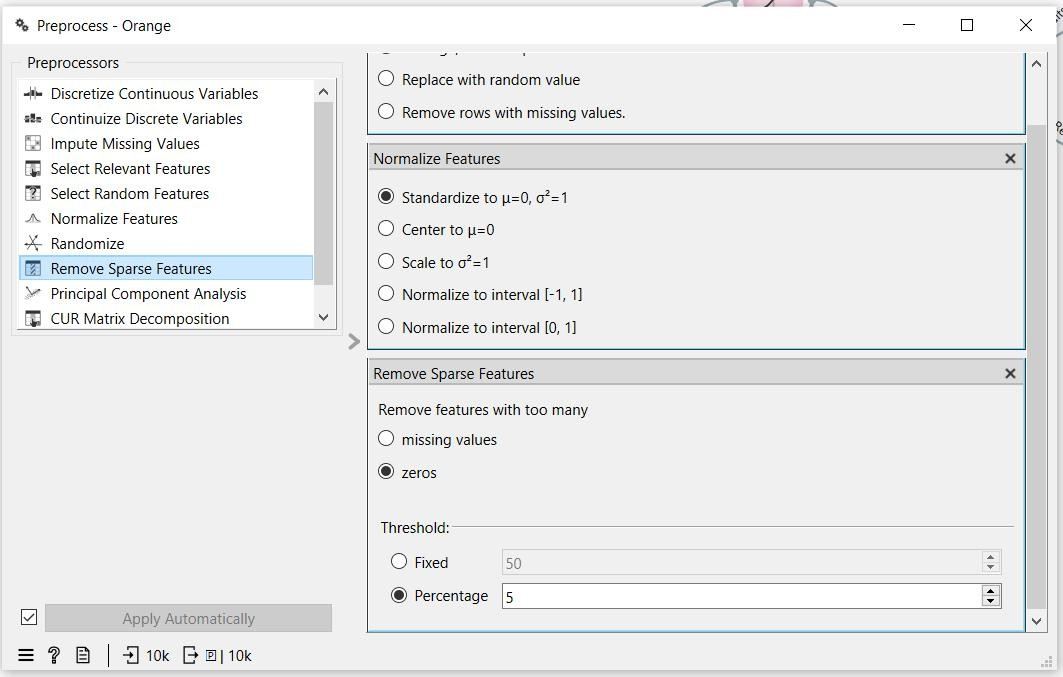 Preprocess - Orange
Preprocessors
Discretize Continuous Variables
Continuize Discrete Variables
Impute Missing Values
Select Relevant Features
Select Random Features
Normalize Features
Randomize
Remove Sparse Features
Principal Component Analysis
CUR Matrix Decomposition
Replace with random value
Remove rows with missing values.
Normalize Features
Standardize to μ=0, σ²=1
Center to μ=0
Scale to σ²=1
Normalize to interval [-1, 1]
Normalize to interval [0, 1]
Remove Sparse Features
Remove features with too many
missing values
zeros
Threshold:
Fixed 50
Percentage 5
Apply Automatically
? 10k P | 10k